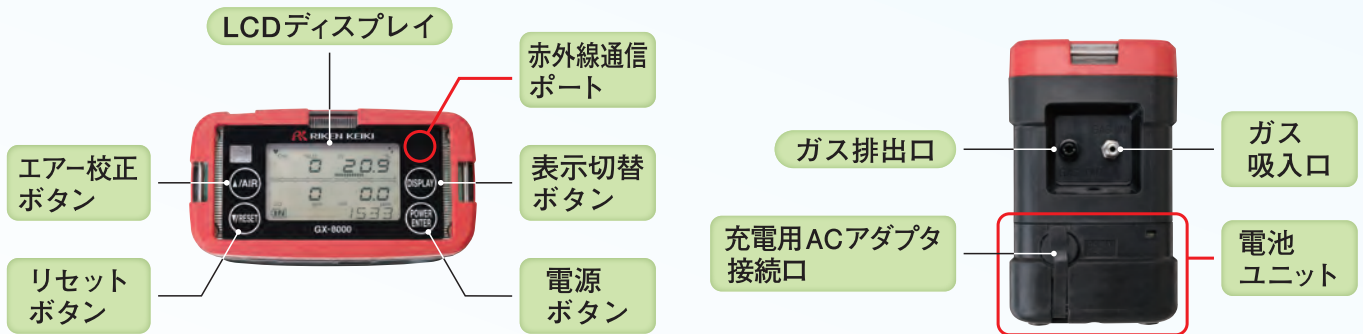 LCDディスプレイ
赤外線通信
ポート
エアー校正
ボタン
表示切替
ボタン
リセット
ボタン
電源
ボタン
RIKEN KEIKI
▲/AIR
▼/RESET
DISPLAY
POWER
ENTER
0 20.9
0 0.0
1533
GX-8000
ガス排出口
ガス
吸入口
充電用ACアダプタ
接続口
電池
ユニット